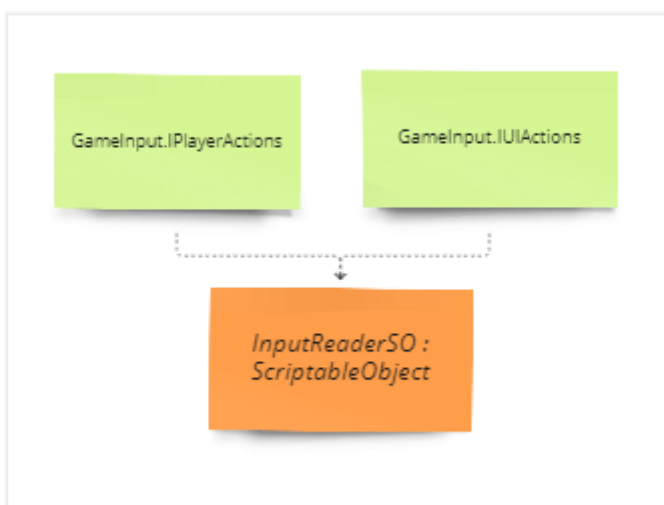 GameInput.IPlayerActions
GameInput.IUIActions
InputReaderSO :
ScriptableObject